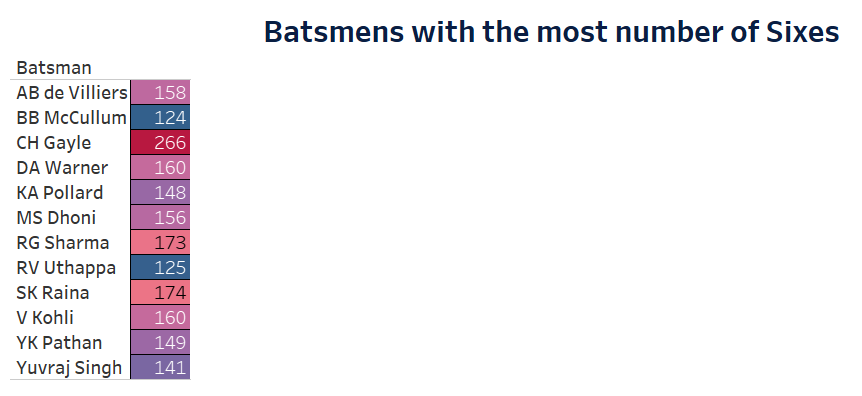 Batsmens with the most number of Sixes
Batsman
AB de Villiers 158
BB McCullum 124
CH Gayle 266
DA Warner 160
KA Pollard 148
MS Dhoni 156
RG Sharma 173
RV Uthappa 125
SK Raina 174
V Kohli 160
YK Pathan 149
Yuvraj Singh 141